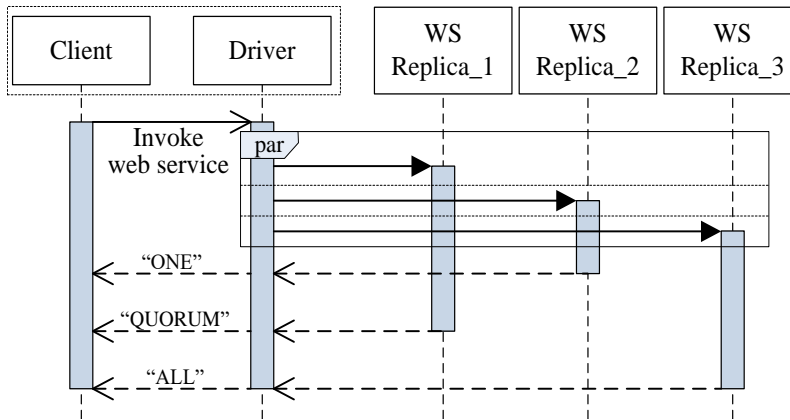 Client
Driver
WS
Replica_1
WS
Replica_2
WS
Replica_3
Invoke
web service
par
“ONE”
“QUORUM”
“ALL”